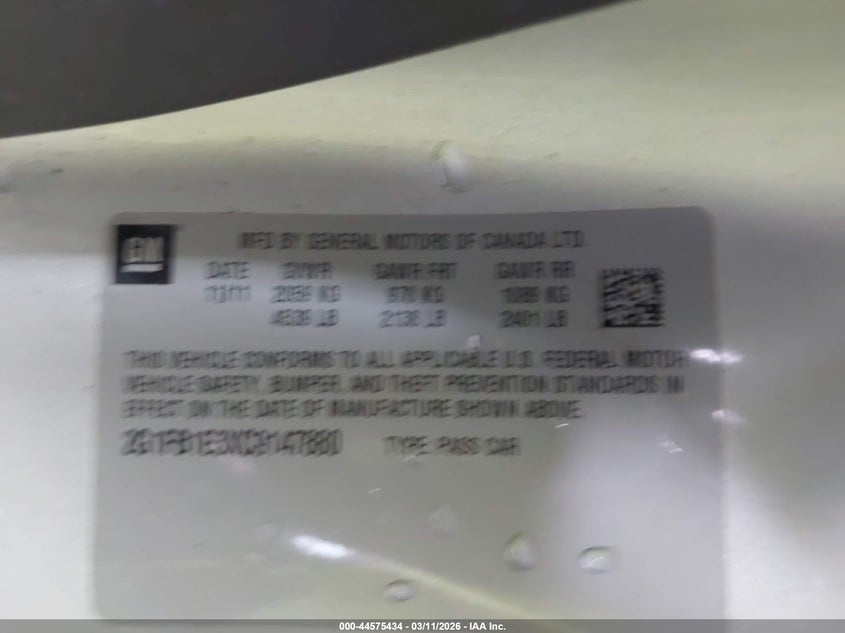 GM
MFD BY GENERAL MOTORS OF CANADA LTD.
DATE GVWR GAWR FRT GAWR RR
11/11 2059 KG 970 KG 1089 KG
4539 LB 2138 LB 2401 LB
THIS VEHICLE CONFORMS TO ALL APPLICABLE U.S. FEDERAL MOTOR
VEHICLE SAFETY, BUMPER, AND THEFT PREVENTION STANDARDS IN
EFFECT ON THE DATE OF MANUFACTURE SHOWN ABOVE.
TYPE: PASS CAR
000-44575434 - 03/11/2026 - IAA Inc.